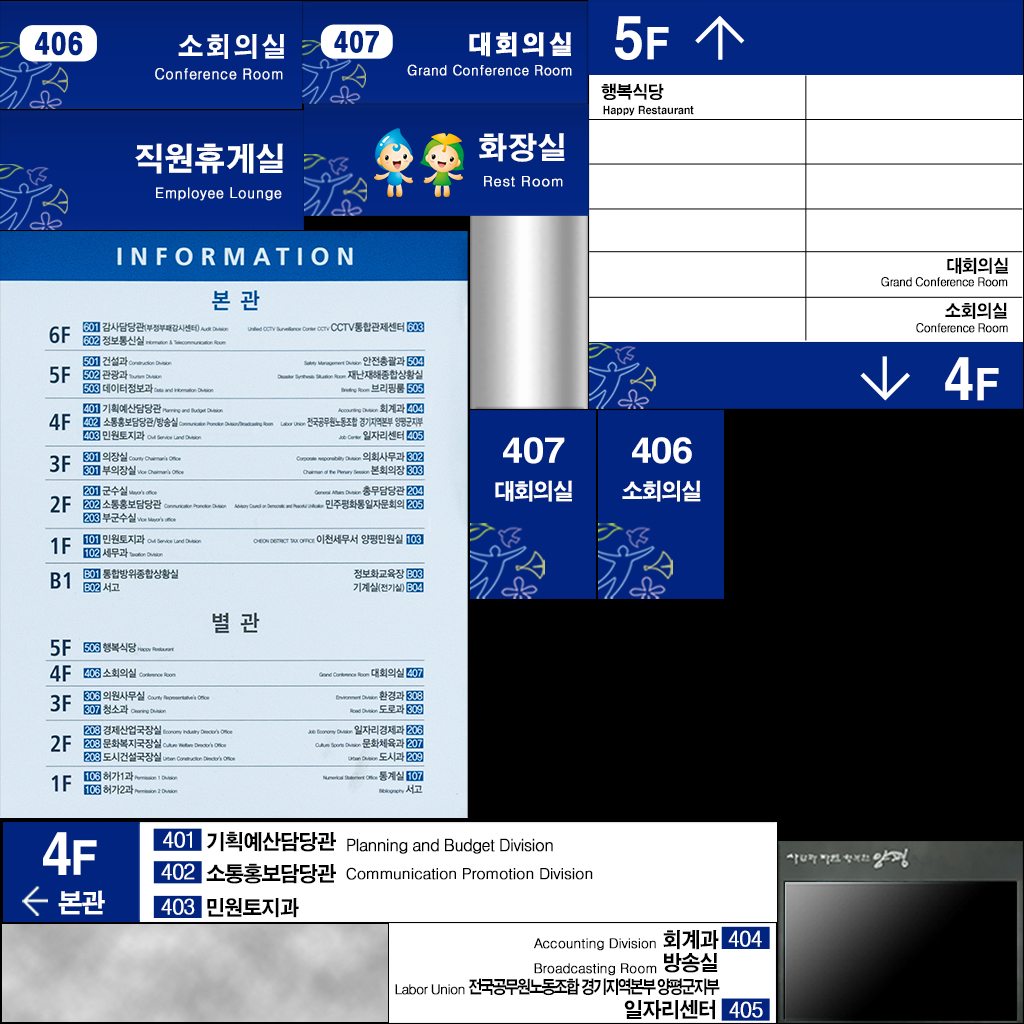 406
소회의실
Conference Room
407
대회의실
Grand Conference Room
직원휴게실
Employee Lounge
화장실
Rest Room
5F ↑
행복식당
Happy Restaurant
대회의실
Grand Conference Room
소회의실
Conference Room
↓ 4F
407
대회의실
406
소회의실
INFORMATION
본 관
6F
601 감사담당관(부정부패감시센터) Audit Division
Unified CCTV Surveillance Center CCTV CCTV통합관제센터 603
602 정보통신실 Information & Telecommunication Room
5F
501 건설과 Construction Division
Safety Management Division 안전총괄과 504
502 관광과 Tourism Division
Disaster Synthesis Situation Room 재난재해종합상황실
503 데이터정보과 Data and Information Division
Briefing Room 브리핑룸 505
4F
401 기획예산담당관 Planning and Budget Division
Accounting Division 회계과 404
402 소통홍보담당관/방송실 Communication Promotion Division/Broadcasting Room
Labor Union 전국공무원노동조합 경기지역본부 양평군지부
403 민원토지과 Civil Service Land Division
Job Center 일자리센터 405
3F
301 의장실 County Chairman's Office
Corporate responsibility Division 의회사무과 302
301 부의장실 Vice Chairman's Office
Chairman of the Plenary Session 본회의장 303
2F
201 군수실 Mayor's office
General Affairs Division 총무담당관 204
202 소통홍보담당관 Communication Promotion Division
Advisory Council on Democratic and Peaceful Unification 민주평화통일자문회의 205
203 부군수실 Vice Mayor's office
1F
101 민원토지과 Civil Service Land Division
CHEON DISTRICT TAX OFFICE 이천세무서 양평민원실 103
102 세무과 Taxation Division
B1
B01 통합방위종합상황실
정보화교육장 B03
B02 서고
기계실(전기실) B04
별 관
5F
506 행복식당 Happy Restaurant
4F
406 소회의실 Conference Room
Grand Conference Room 대회의실 407
3F
306 의원사무실 County Representative's Office
Environment Division 환경과 308
307 청소과 Cleaning Division
Road Division 도로과 309
2F
208 경제산업국장실 Economy Industry Director's Office
Job Economy Division 일자리경제과 206
208 문화복지국장실 Culture Welfare Director's Office
Culture Sports Division 문화체육과 207
208 도시건설국장실 Urban Construction Director's Office
Urban Division 도시과 209
1F
106 허가1과 Permission 1 Division
Numerical Statement Office 통계실 107
106 허가2과 Permission 2 Division
Bibliography 서고
4F
← 본관
401 기획예산담당관 Planning and Budget Division
402 소통홍보담당관 Communication Promotion Division
403 민원토지과
Accounting Division 회계과 404
Broadcasting Room 방송실
Labor Union 전국공무원노동조합 경기지역본부 양평군지부
일자리센터 405
양평